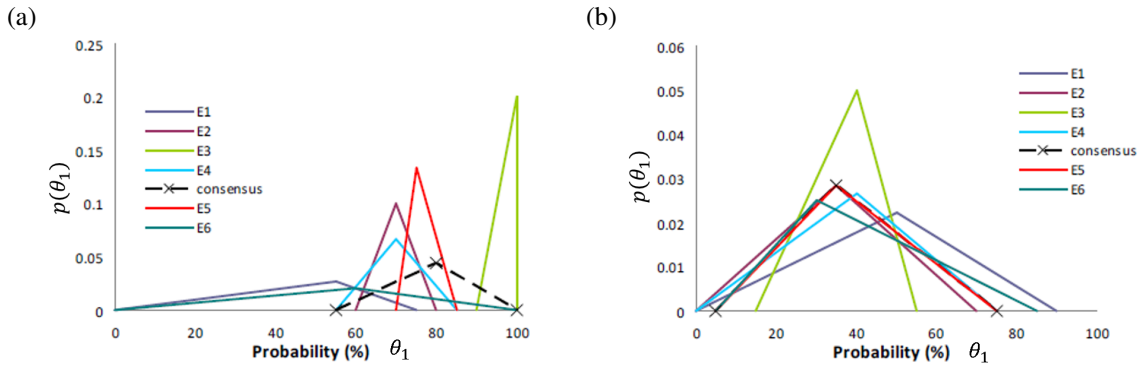 (a)
0.25
0.2
0.15
0.1
0.05
0
p(θ₁)
E1
E2
E3
E4
consensus
E5
E6
0 20 40 60 80 100
Probability (%) θ₁
(b)
0.06
0.05
0.04
0.03
0.02
0.01
0
p(θ₁)
E1
E2
E3
E4
consensus
E5
E6
0 20 40 60 80 100
Probability (%) θ₁